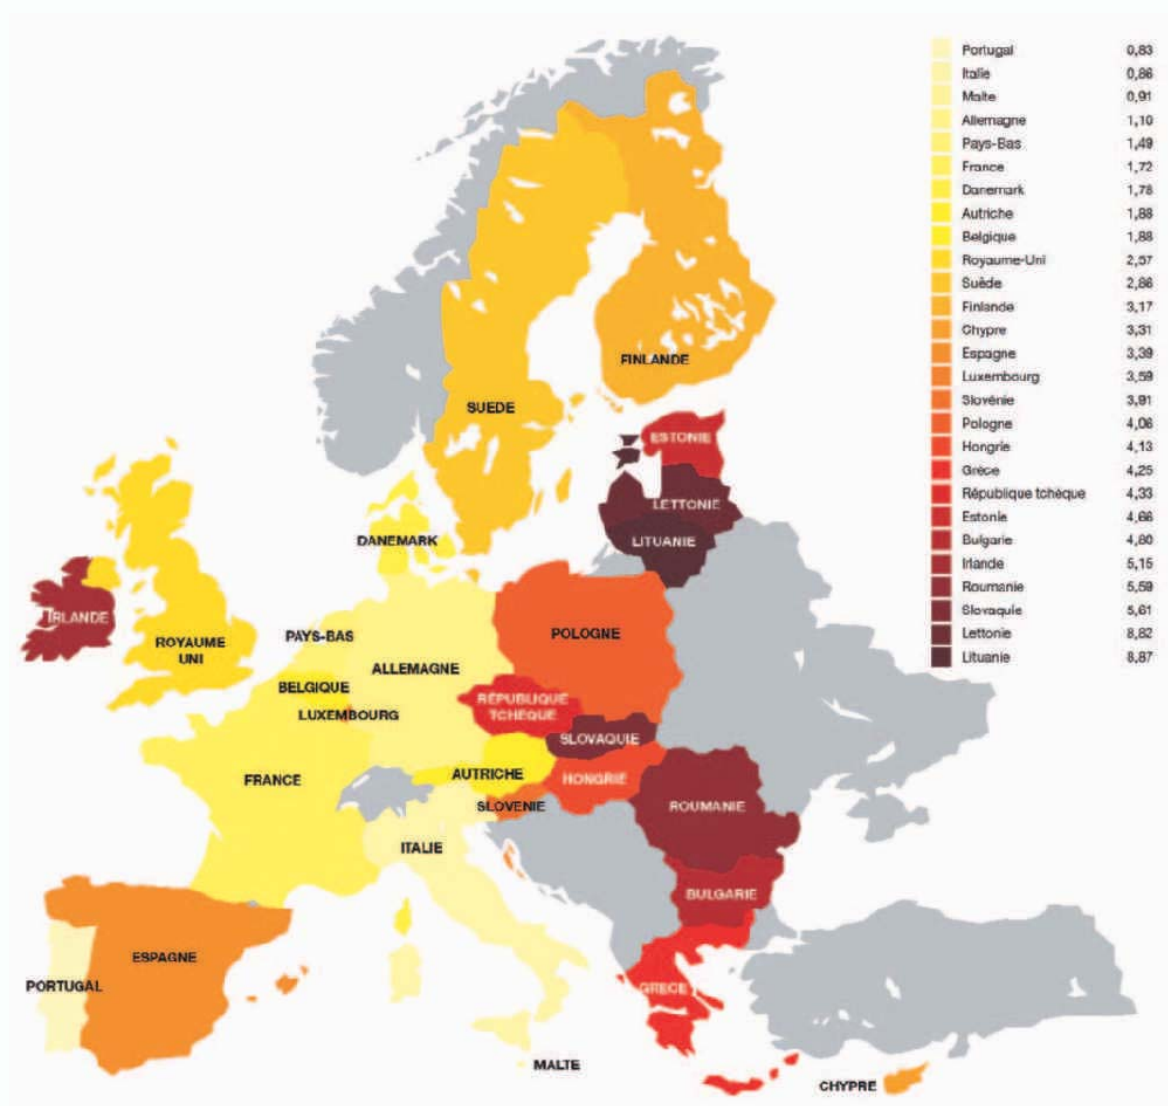 Portugal 0,83
Italie 0,86
Malte 0,91
Allemagne 1,10
Pays-Bas 1,49
France 1,72
Danemark 1,78
Autriche 1,88
Belgique 1,88
Royaume-Uni 2,57
Suède 2,86
Finlande 3,17
Chypre 3,31
Espagne 3,39
Luxembourg 3,59
Slovénie 3,91
Pologne 4,06
Hongrie 4,13
Grèce 4,25
République tchèque 4,33
Estonie 4,66
Bulgarie 4,80
Irlande 5,15
Roumanie 5,59
Slovaquie 5,61
Lettonie 8,82
Lituanie 8,87
FINLANDE
SUEDE
ESTONIE
LETTONIE
DANEMARK
LITUANIE
IRLANDE
ROYAUME
UNI
PAYS-BAS
POLOGNE
ALLEMAGNE
BELGIQUE
RÉPUBLIQUE
TCHEQUE
LUXEMBOURG
SLOVAQUIE
FRANCE
AUTRICHE
HONGRIE
SLOVENIE
ROUMANIE
ITALIE
BULGARIE
ESPAGNE
PORTUGAL
GRECE
MALTE
CHYPRE